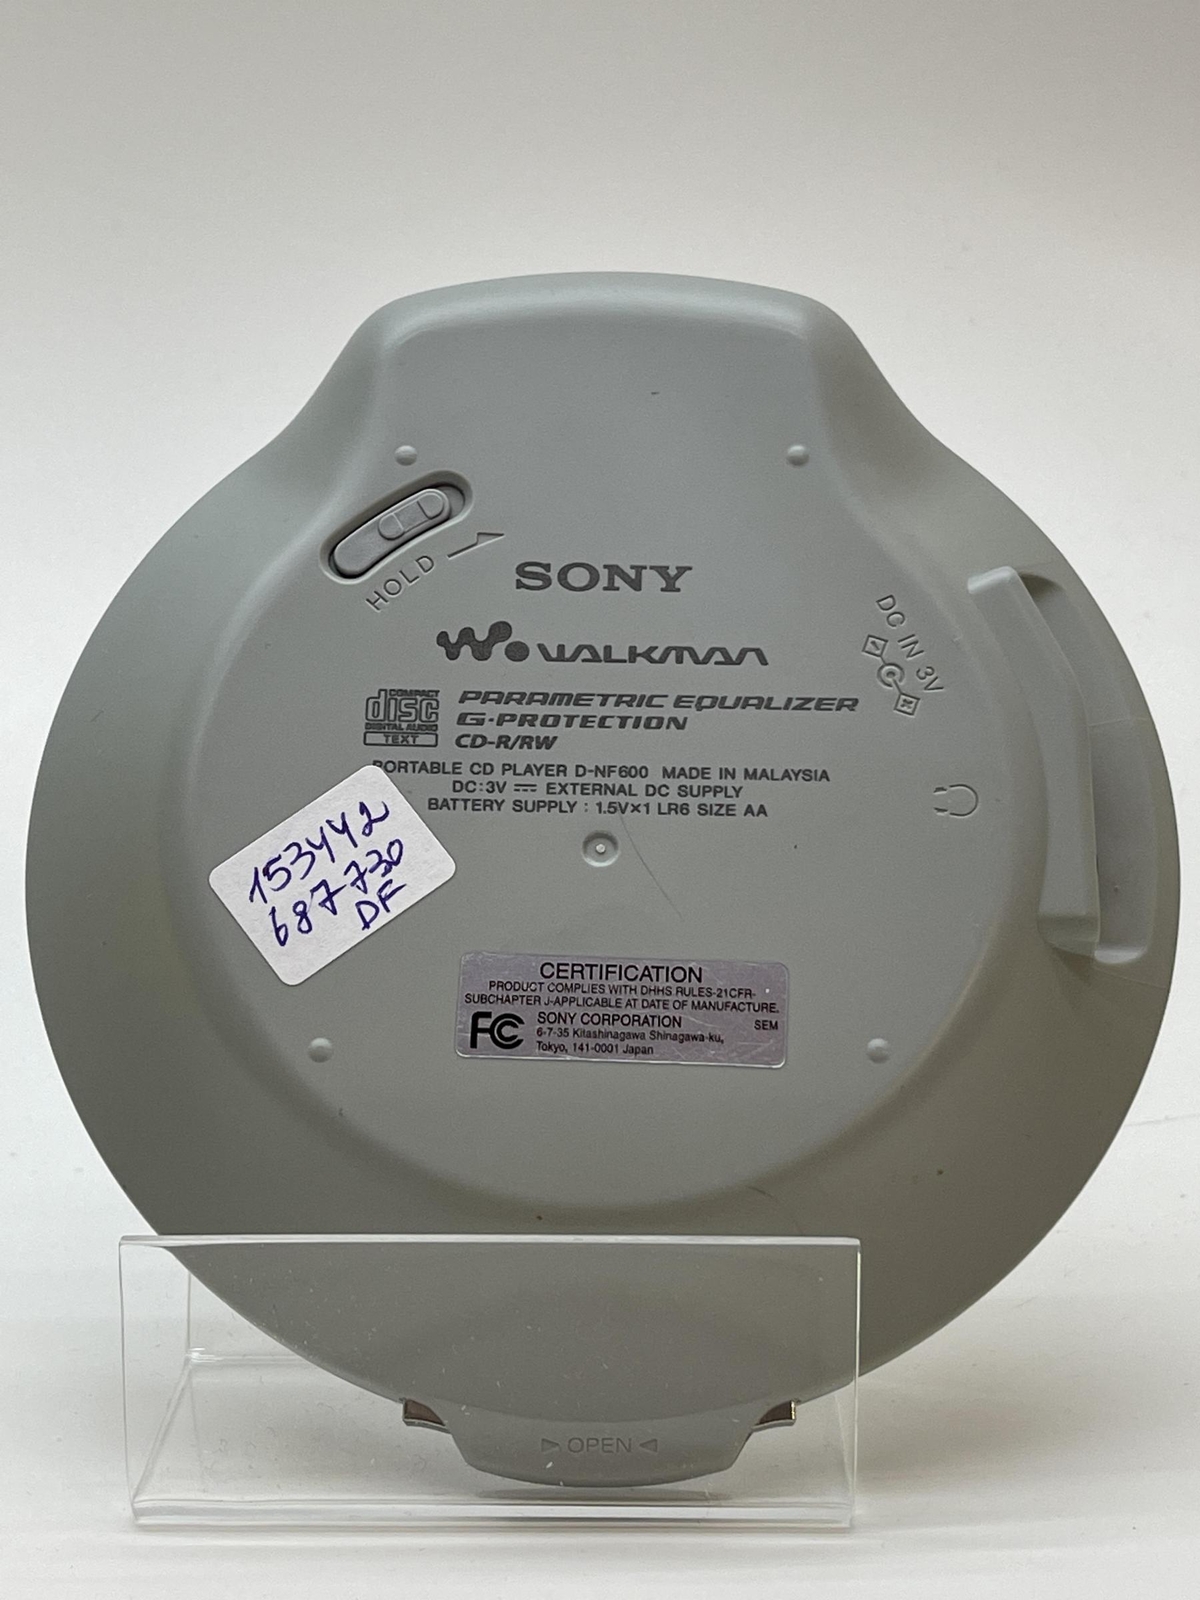 HOLD
SONY
WALKMAN
DC IN 3V
COMPACT
disc
DIGITAL AUDIO
TEXT
PARAMETRIC EQUALIZER
G-PROTECTION
CD-R/RW
PORTABLE CD PLAYER D-NF600 MADE IN MALAYSIA
DC:3V ⎓ EXTERNAL DC SUPPLY
BATTERY SUPPLY : 1.5V×1 LR6 SIZE AA
153442
687730
DF
CERTIFICATION
PRODUCT COMPLIES WITH DHHS RULES-21CFR-
SUBCHAPTER J-APPLICABLE AT DATE OF MANUFACTURE.
FC SONY CORPORATION SEM
6-7-35 Kitashinagawa Shinagawa-ku,
Tokyo, 141-0001 Japan
▷ OPEN ◁